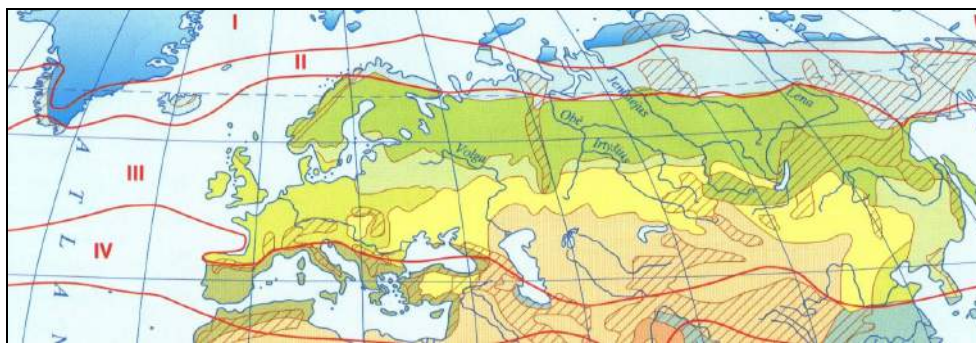 I
II
Jenisiejus
Lena
Obė
Irtyšius
Volga
III
IV
A
T
L
A
N